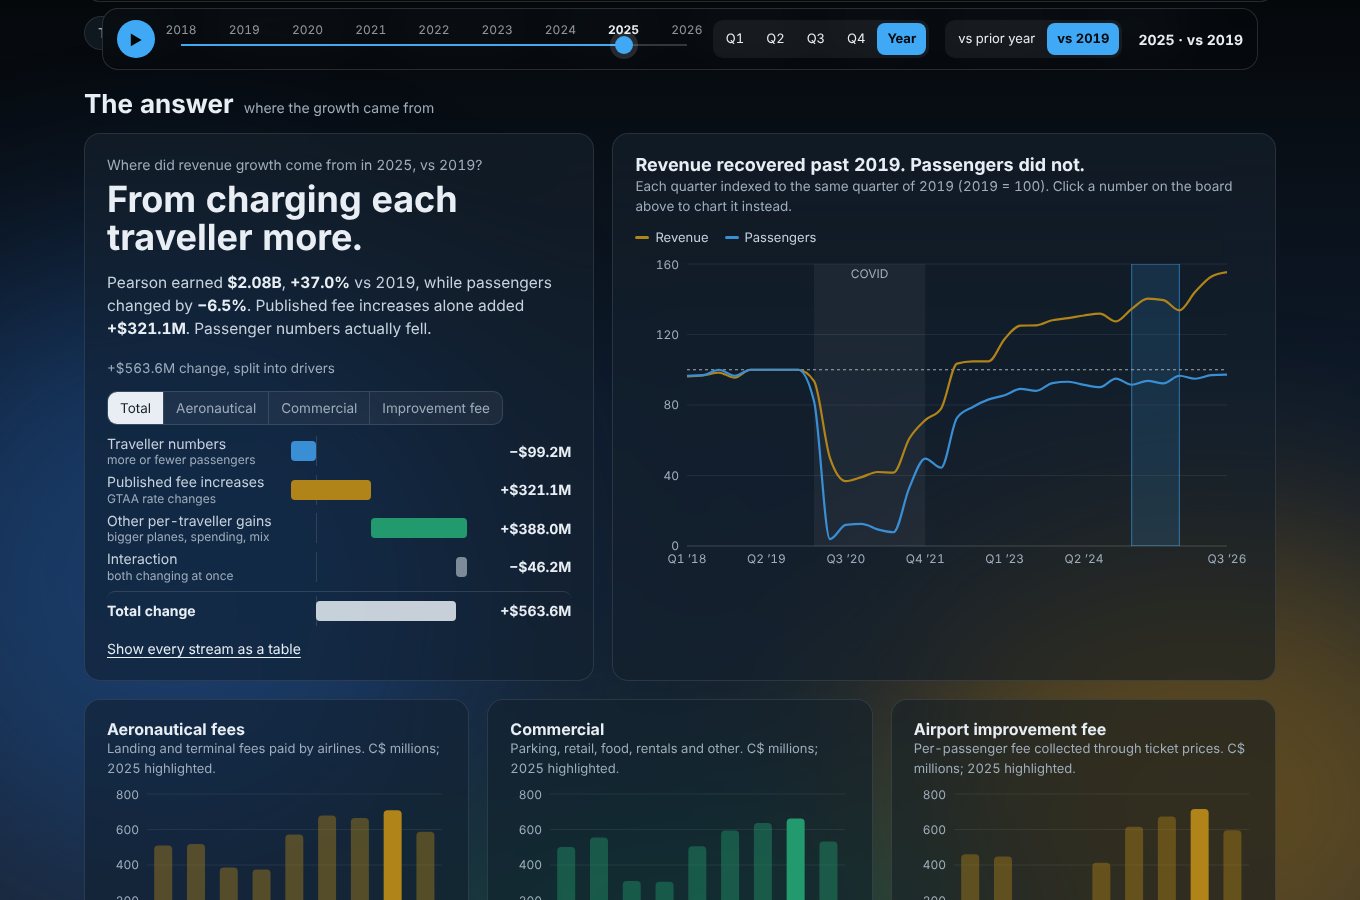 2018 2019 2020 2021 2022 2023 2024 2025 2026
Q1 Q2 Q3 Q4 Year
vs prior year vs 2019
2025 · vs 2019
The answer where the growth came from
Where did revenue growth come from in 2025, vs 2019?
From charging each
traveller more.
Pearson earned $2.08B, +37.0% vs 2019, while passengers
changed by −6.5%. Published fee increases alone added
+$321.1M. Passenger numbers actually fell.
+$563.6M change, split into drivers
Total Aeronautical Commercial Improvement fee
Traveller numbers −$99.2M
more or fewer passengers
Published fee increases +$321.1M
GTAA rate changes
Other per-traveller gains +$388.0M
bigger planes, spending, mix
Interaction −$46.2M
both changing at once
Total change +$563.6M
Show every stream as a table
Revenue recovered past 2019. Passengers did not.
Each quarter indexed to the same quarter of 2019 (2019 = 100). Click a number on the board
above to chart it instead.
Revenue Passengers
160
COVID
120
80
40
0
Q1 '18 Q2 '19 Q3 '20 Q4 '21 Q1 '23 Q2 '24 Q3 '26
Aeronautical fees
Landing and terminal fees paid by airlines. C$ millions;
2025 highlighted.
800
600
400
Commercial
Parking, retail, food, rentals and other. C$ millions;
2025 highlighted.
800
600
400
Airport improvement fee
Per-passenger fee collected through ticket prices. C$
millions; 2025 highlighted.
800
600
400